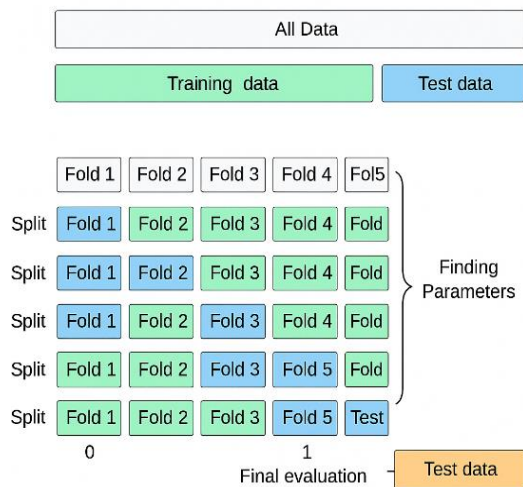 All Data
Training data Test data
Fold 1 Fold 2 Fold 3 Fold 4 Fol5
Split Fold 1 Fold 2 Fold 3 Fold 4 Fold
Split Fold 1 Fold 2 Fold 3 Fold 4 Fold
Split Fold 1 Fold 2 Fold 3 Fold 4 Fold
Split Fold 1 Fold 2 Fold 3 Fold 5 Fold
Split Fold 1 Fold 2 Fold 3 Fold 5 Test
Finding
Parameters
0 1
Final evaluation Test data